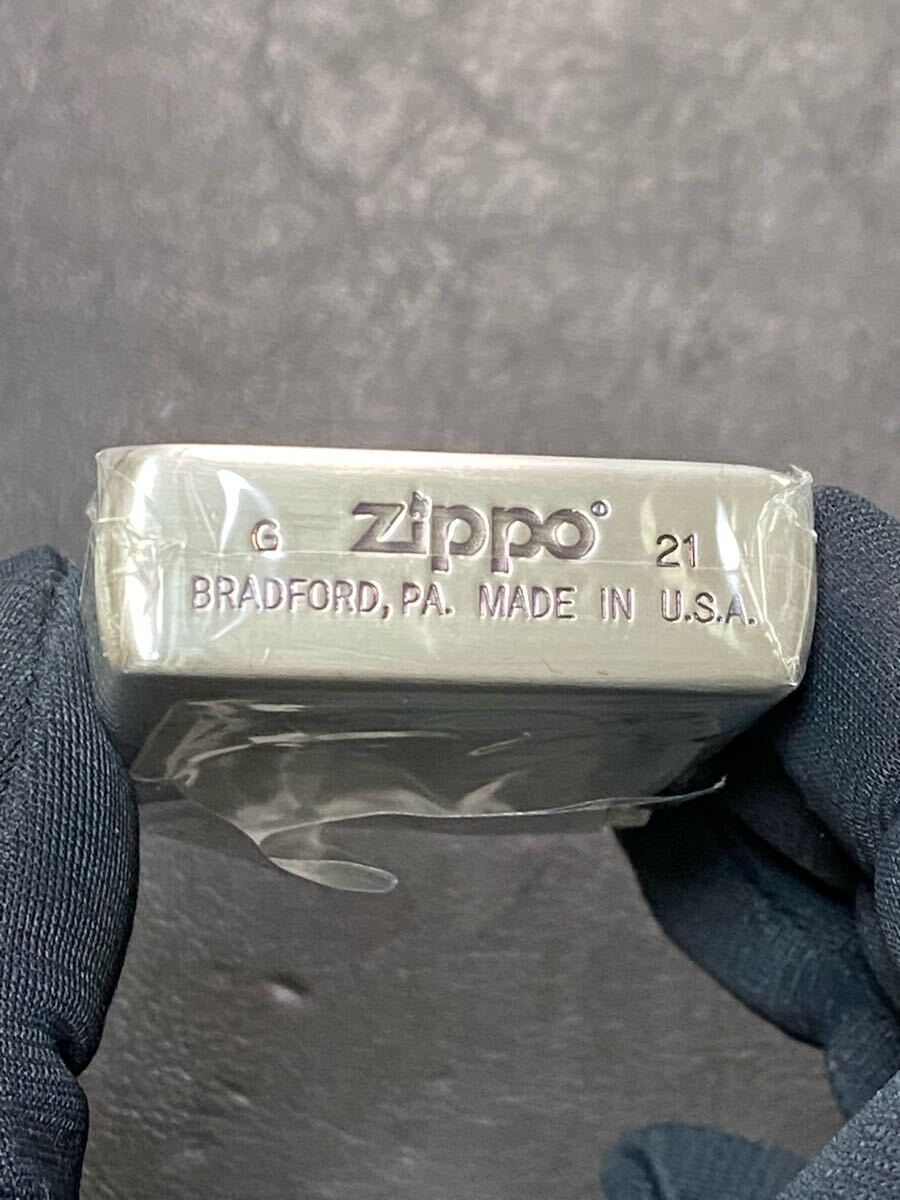 G Zippo® 21
BRADFORD, PA. MADE IN U.S.A.